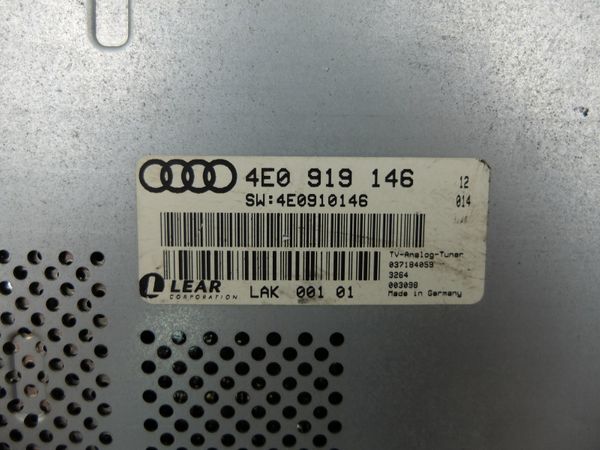 4E0 919 146
12
SW:4E0910146
014
TV-Analog-Tuner
037184059
3264
003098
Made in Germany
LEAR
CORPORATION
LAK 001 01